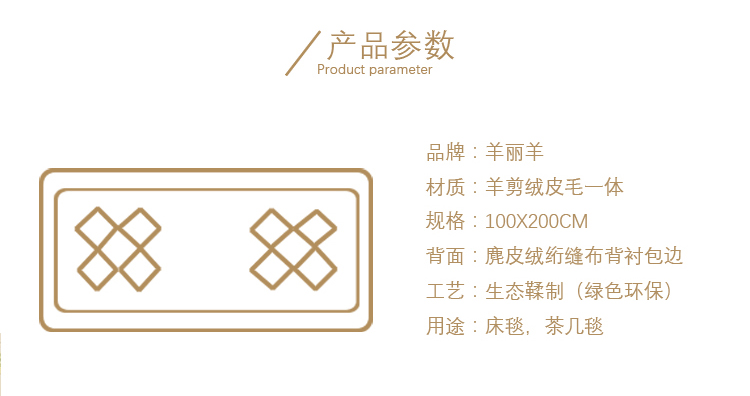 产品参数
Product parameter
品牌：羊丽羊
材质：羊剪绒皮毛一体
规格：100X200CM
背面：麂皮绒绗缝布背衬包边
工艺：生态鞣制（绿色环保）
用途：床毯，茶几毯